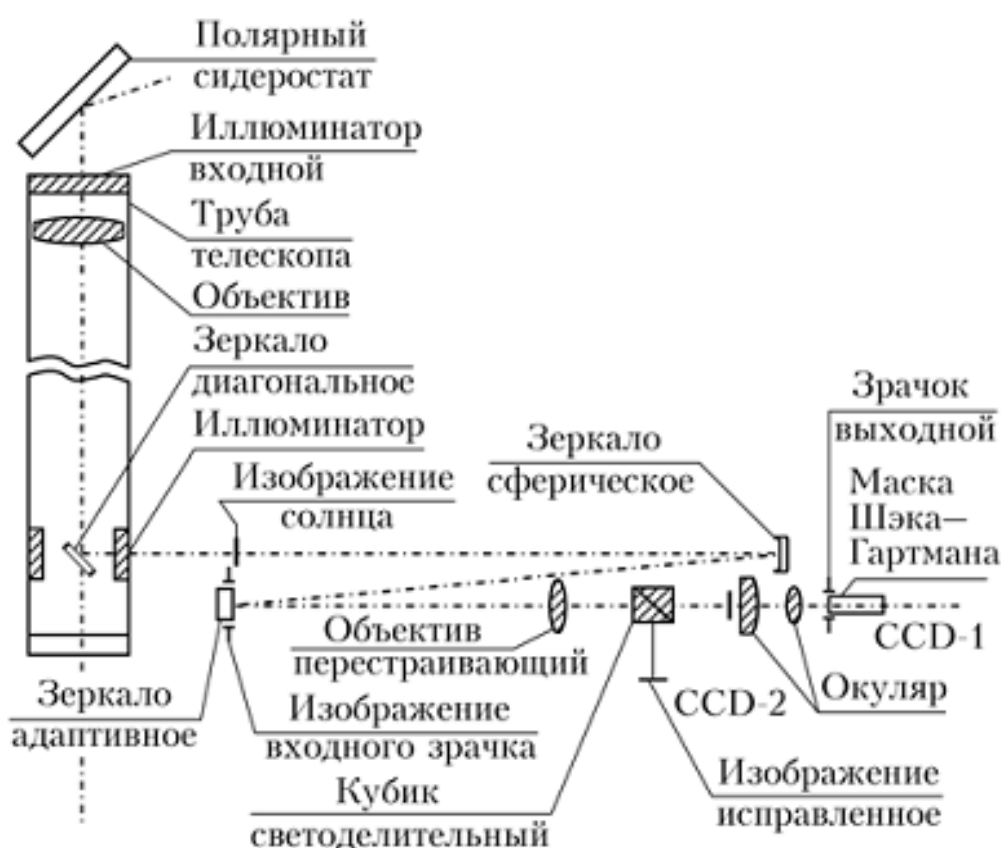 Полярный
сидеростат
Иллюминатор
входной
Труба
телескопа
Объектив
Зеркало
диагональное
Иллюминатор
Изображение
солнца
Зеркало
сферическое
Зрачок
выходной
Маска
Шэка—
Гартмана
CCD-1
Объектив
перестраивающий
CCD-2
Окуляр
Зеркало
адаптивное
Изображение
входного зрачка
Кубик
светоделительный
Изображение
исправленное